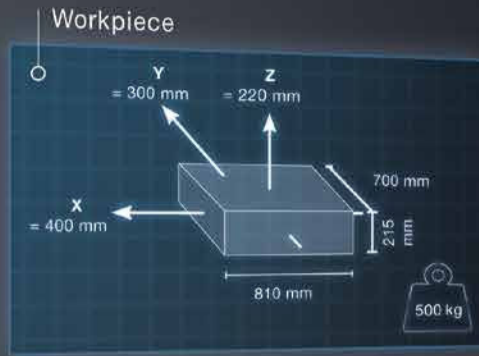 Workpiece
Y
= 300 mm
Z
= 220 mm
700 mm
X
= 400 mm
215
mm
810 mm
500 kg